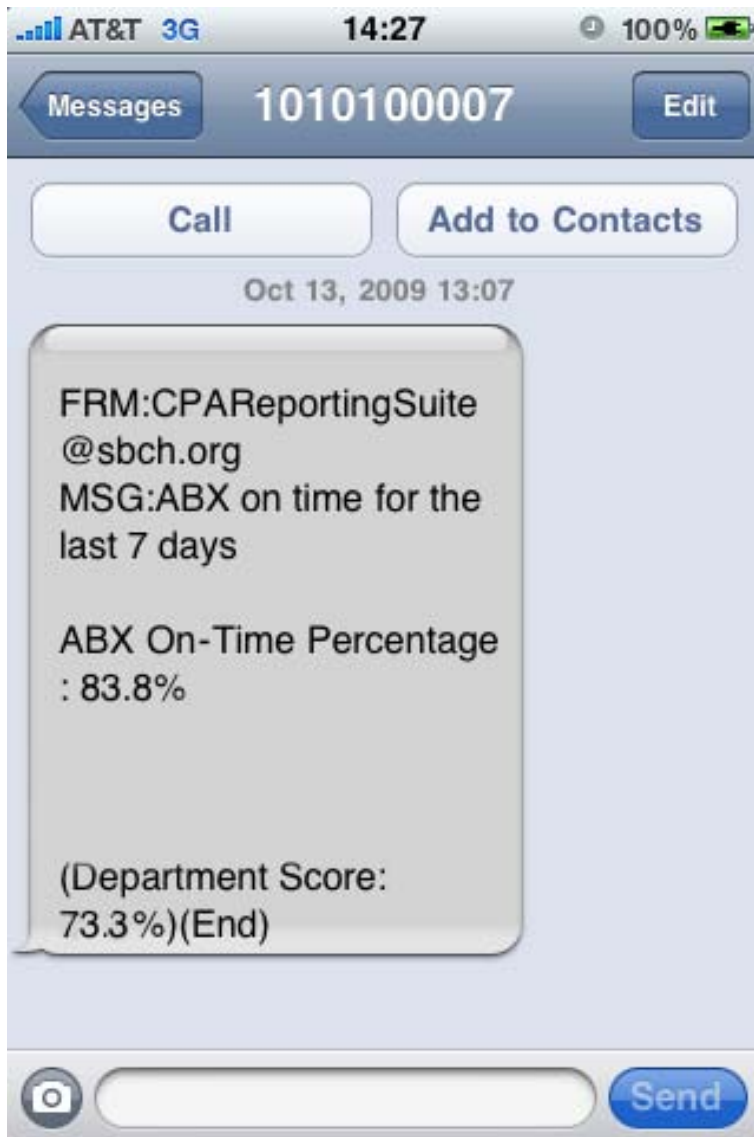 AT&T 3G 14:27 100%
Messages 1010100007 Edit
Call Add to Contacts
Oct 13, 2009 13:07
FRM:CPAReportingSuite
@sbch.org
MSG:ABX on time for the
last 7 days
ABX On-Time Percentage
: 83.8%
(Department Score:
73.3%)(End)
Send